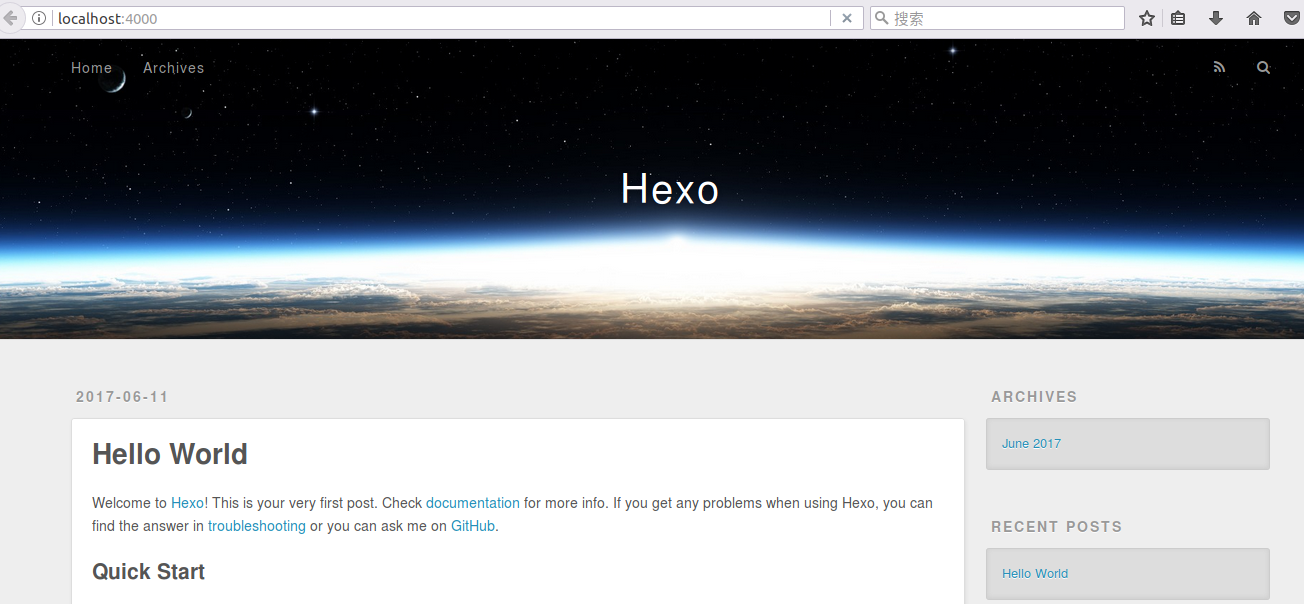 localhost:4000
搜索
Home Archives
Hexo
2017-06-11
Hello World
Welcome to Hexo! This is your very first post. Check documentation for more info. If you get any problems when using Hexo, you can
find the answer in troubleshooting or you can ask me on GitHub.
Quick Start
ARCHIVES
June 2017
RECENT POSTS
Hello World